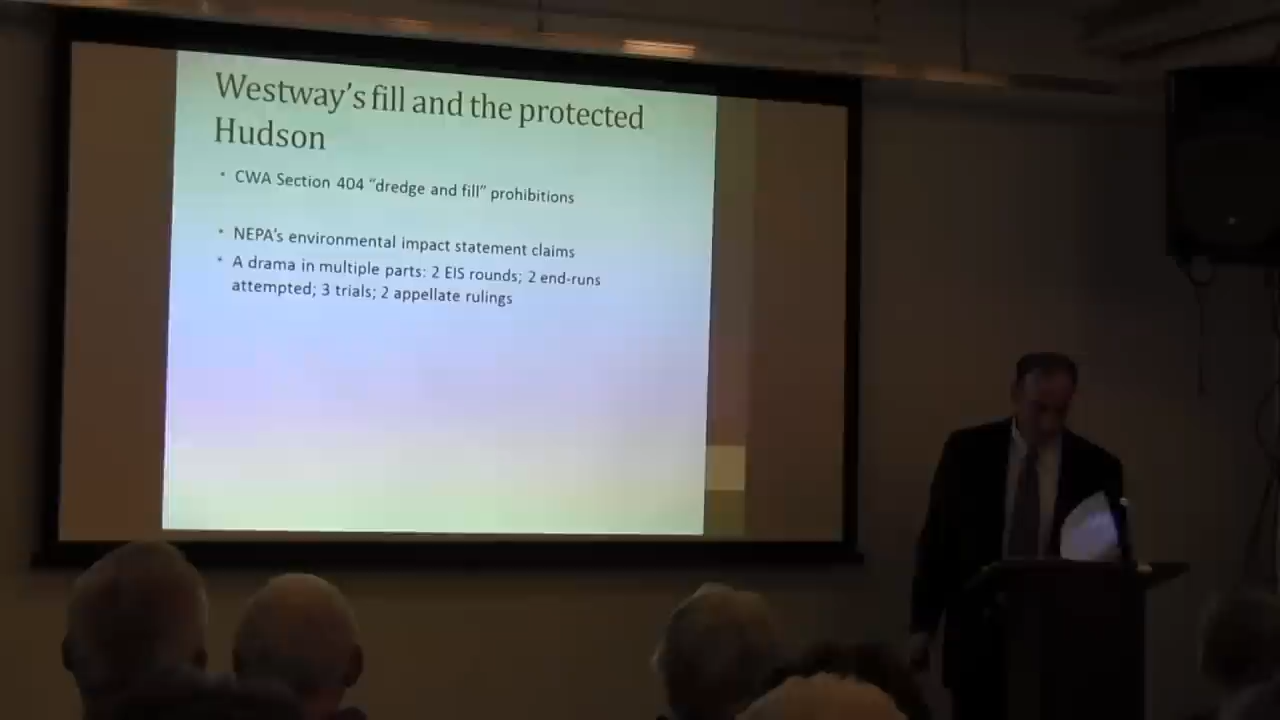 Westway's fill and the protected
Hudson
• CWA Section 404 “dredge and fill” prohibitions
• NEPA's environmental impact statement claims
• A drama in multiple parts: 2 EIS rounds; 2 end-runs
attempted; 3 trials; 2 appellate rulings